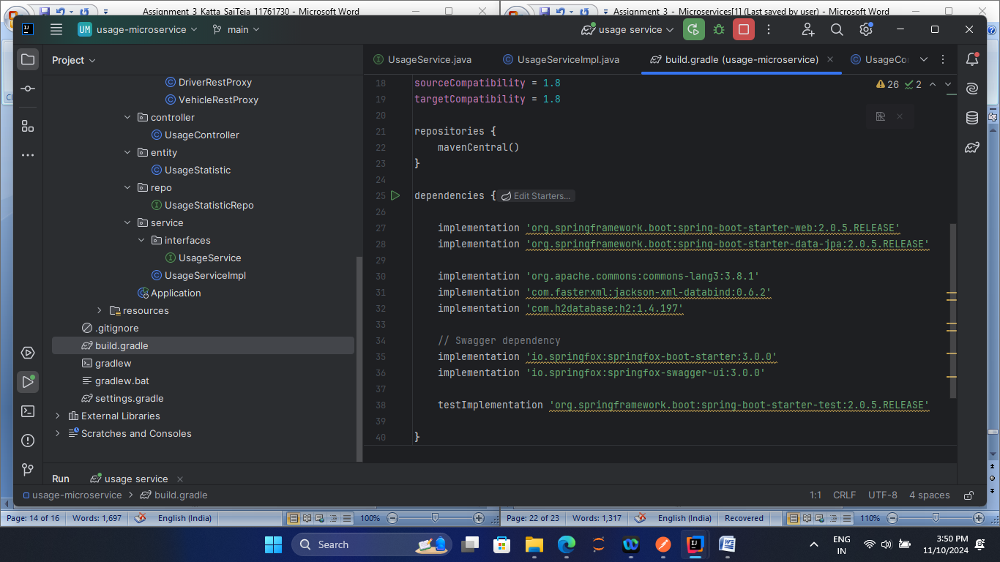 Assignment_3_Katta_SaiTeja_11761730 - Microsoft Word
Assignment_3_-_Microservices[1] (Last saved by user) - Microsoft Word
UM usage-microservice
main
usage service
Project
UsageService.java
UsageServiceImpl.java
build.gradle (usage-microservice)
UsageCo
DriverRestProxy
VehicleRestProxy
controller
UsageController
entity
UsageStatistic
repo
UsageStatisticRepo
service
interfaces
UsageService
UsageServiceImpl
Application
resources
.gitignore
build.gradle
gradlew
gradlew.bat
settings.gradle
External Libraries
Scratches and Consoles
26 2
18 sourceCompatibility = 1.8
19 targetCompatibility = 1.8
20
21 repositories {
22 mavenCentral()
23 }
24
25 dependencies { Edit Starters...
26
27 implementation 'org.springframework.boot:spring-boot-starter-web:2.0.5.RELEASE'
28 implementation 'org.springframework.boot:spring-boot-starter-data-jpa:2.0.5.RELEASE'
29
30 implementation 'org.apache.commons:commons-lang3:3.8.1'
31 implementation 'com.fasterxml:jackson-xml-databind:0.6.2'
32 implementation 'com.h2database:h2:1.4.197'
33
34 // Swagger dependency
35 implementation 'io.springfox:springfox-boot-starter:3.0.0'
36 implementation 'io.springfox:springfox-swagger-ui:3.0.0'
37
38 testImplementation 'org.springframework.boot:spring-boot-starter-test:2.0.5.RELEASE'
39
40 }
Run
usage service
usage-microservice > build.gradle
1:1 CRLF UTF-8 4 spaces
Page: 14 of 16 Words: 1,697 English (India) 100%
Page: 22 of 23 Words: 1,317 English (India) Recovered 110%
Search
ENG
IN
3:50 PM
11/10/2024